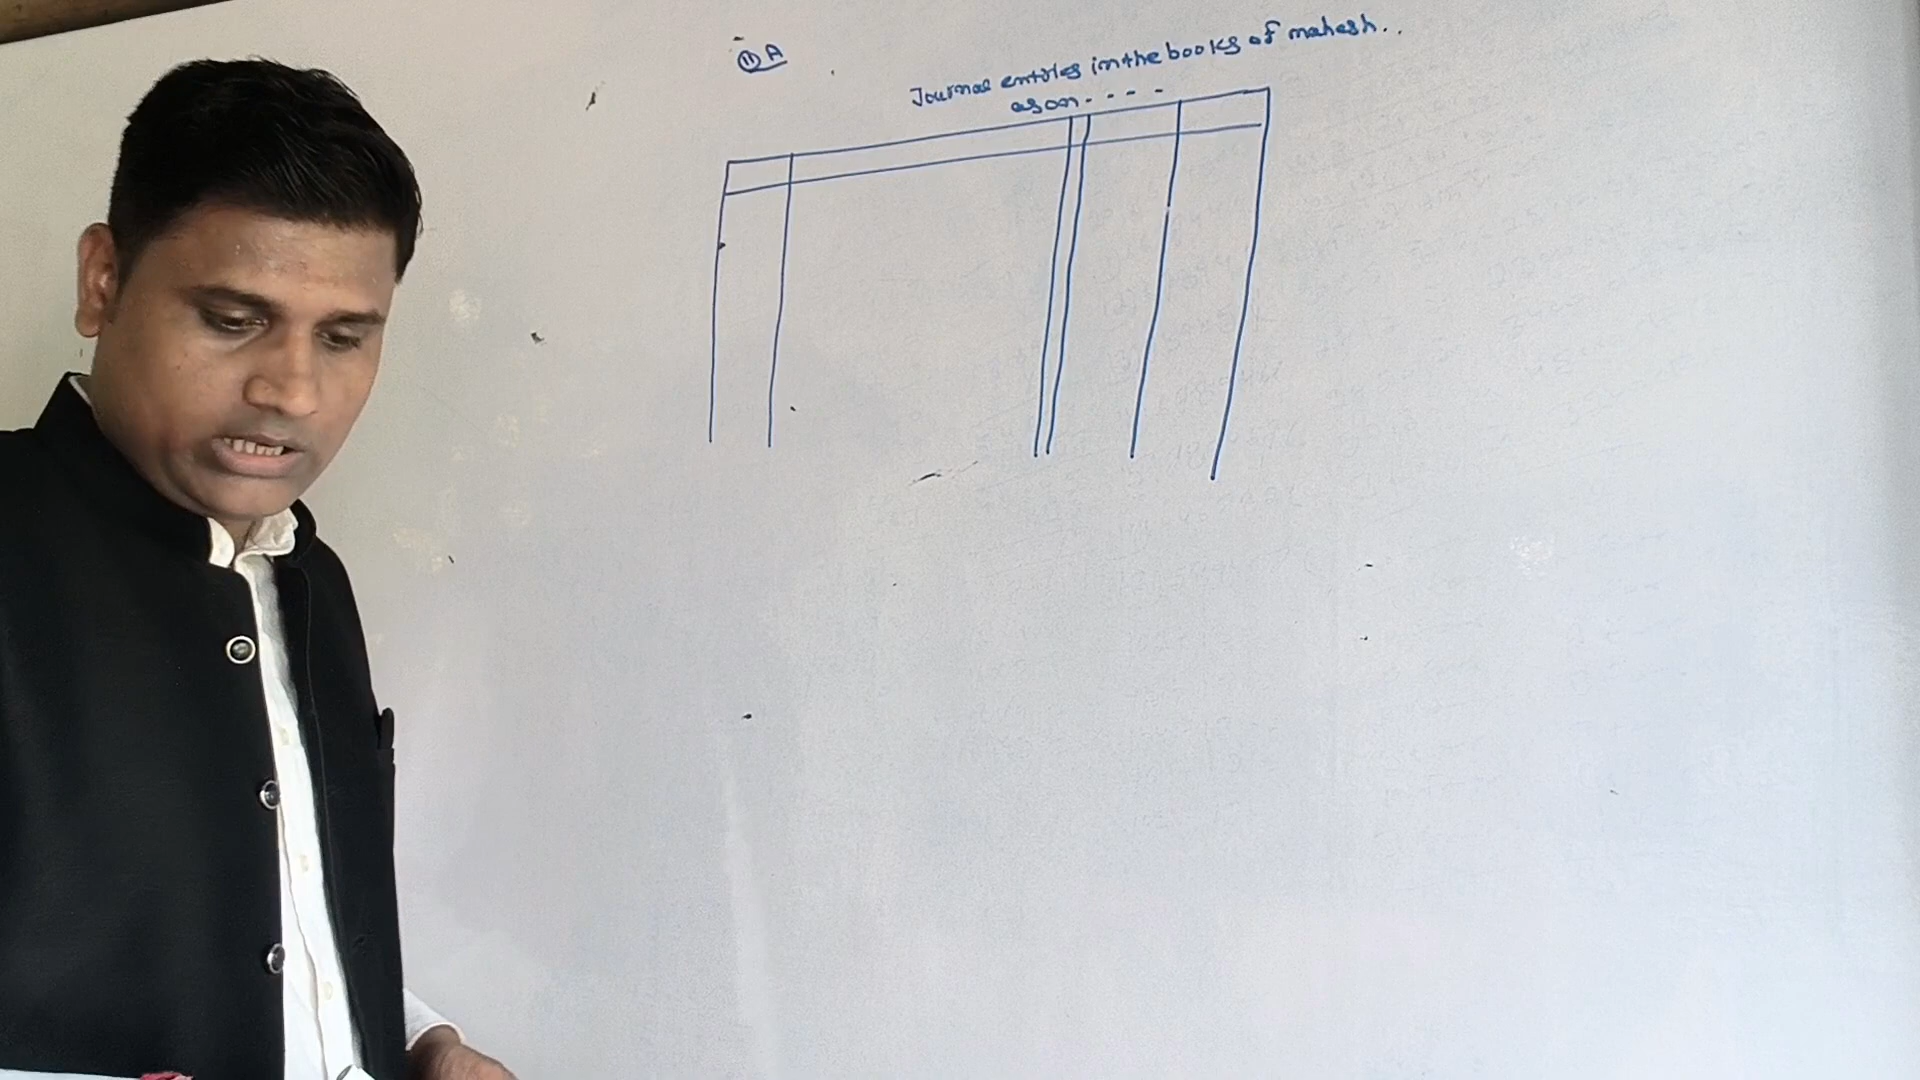 11 A
Journal entries in the books of mahesh..
as on - - - -